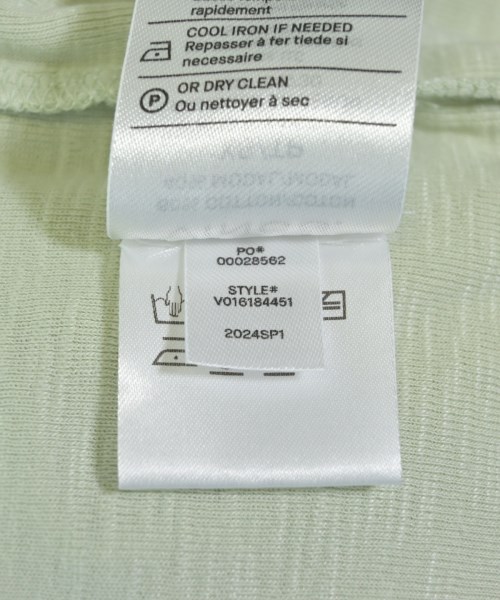 rapidement
COOL IRON IF NEEDED
Repasser à fer tiede si
necessaire
P
OR DRY CLEAN
Ou nettoyer à sec
PO#
00028562
STYLE#
V016184451
2024SP1